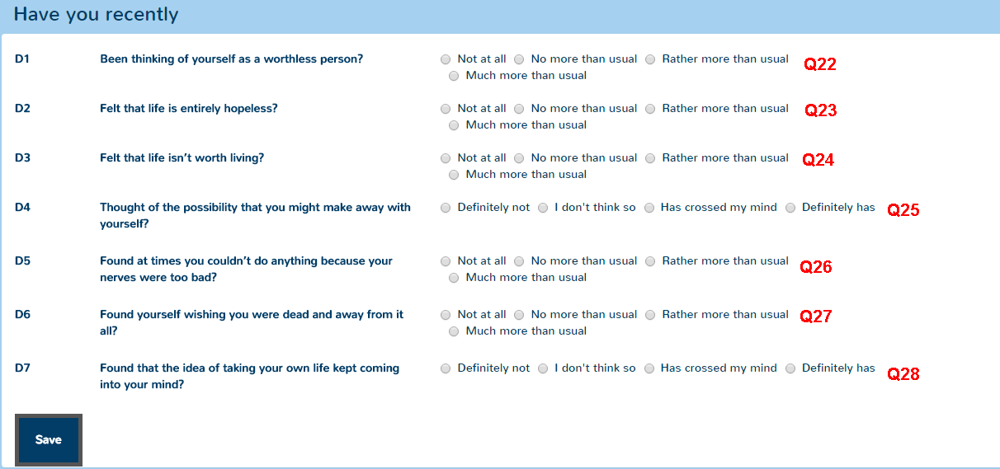 Have you recently
D1 Been thinking of yourself as a worthless person? Not at all No more than usual Rather more than usual Q22
Much more than usual
D2 Felt that life is entirely hopeless? Not at all No more than usual Rather more than usual Q23
Much more than usual
D3 Felt that life isn’t worth living? Not at all No more than usual Rather more than usual Q24
Much more than usual
D4 Thought of the possibility that you might make away with Definitely not I don't think so Has crossed my mind Definitely has Q25
yourself?
D5 Found at times you couldn’t do anything because your Not at all No more than usual Rather more than usual Q26
nerves were too bad? Much more than usual
D6 Found yourself wishing you were dead and away from it Not at all No more than usual Rather more than usual Q27
all? Much more than usual
D7 Found that the idea of taking your own life kept coming Definitely not I don't think so Has crossed my mind Definitely has Q28
into your mind?
Save